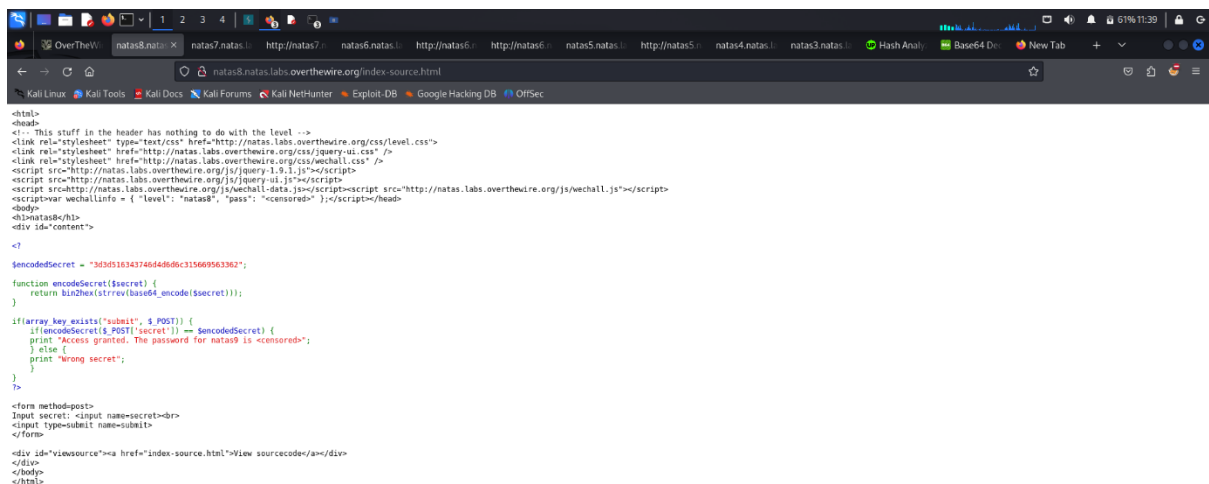 1 2 3 4
61% 11:39
OverTheWi
natas8.natas
natas7.natas.la
http://natas7.n
natas6.natas.la
http://natas6.n
http://natas6.n
natas5.natas.la
http://natas5.n
natas4.natas.la
natas3.natas.la
Hash Analy
Base64 Dec
New Tab
natas8.natas.labs.overthewire.org/index-source.html
Kali Linux
Kali Tools
Kali Docs
Kali Forums
Kali NetHunter
Exploit-DB
Google Hacking DB
OffSec
<html>
<head>
<!-- This stuff in the header has nothing to do with the level -->
<link rel="stylesheet" type="text/css" href="http://natas.labs.overthewire.org/css/level.css">
<link rel="stylesheet" href="http://natas.labs.overthewire.org/css/jquery-ui.css" />
<link rel="stylesheet" href="http://natas.labs.overthewire.org/css/wechall.css" />
<script src="http://natas.labs.overthewire.org/js/jquery-1.9.1.js"></script>
<script src="http://natas.labs.overthewire.org/js/jquery-ui.js"></script>
<script src=http://natas.labs.overthewire.org/js/wechall-data.js></script><script src="http://natas.labs.overthewire.org/js/wechall.js"></script>
<script>var wechallinfo = { "level": "natas8", "pass": "<censored>" };</script></head>
<body>
<h1>natas8</h1>
<div id="content">
<?
$encodedSecret = "3d3d516343746d4d6d6c315669563362";
function encodeSecret($secret) {
return bin2hex(strrev(base64_encode($secret)));
}
if(array_key_exists("submit", $_POST)) {
if(encodeSecret($_POST['secret']) == $encodedSecret) {
print "Access granted. The password for natas9 is <censored>";
} else {
print "Wrong secret";
}
}
?>
<form method=post>
Input secret: <input name=secret><br>
<input type=submit name=submit>
</form>
<div id="viewsource"><a href="index-source.html">View sourcecode</a></div>
</div>
</body>
</html>